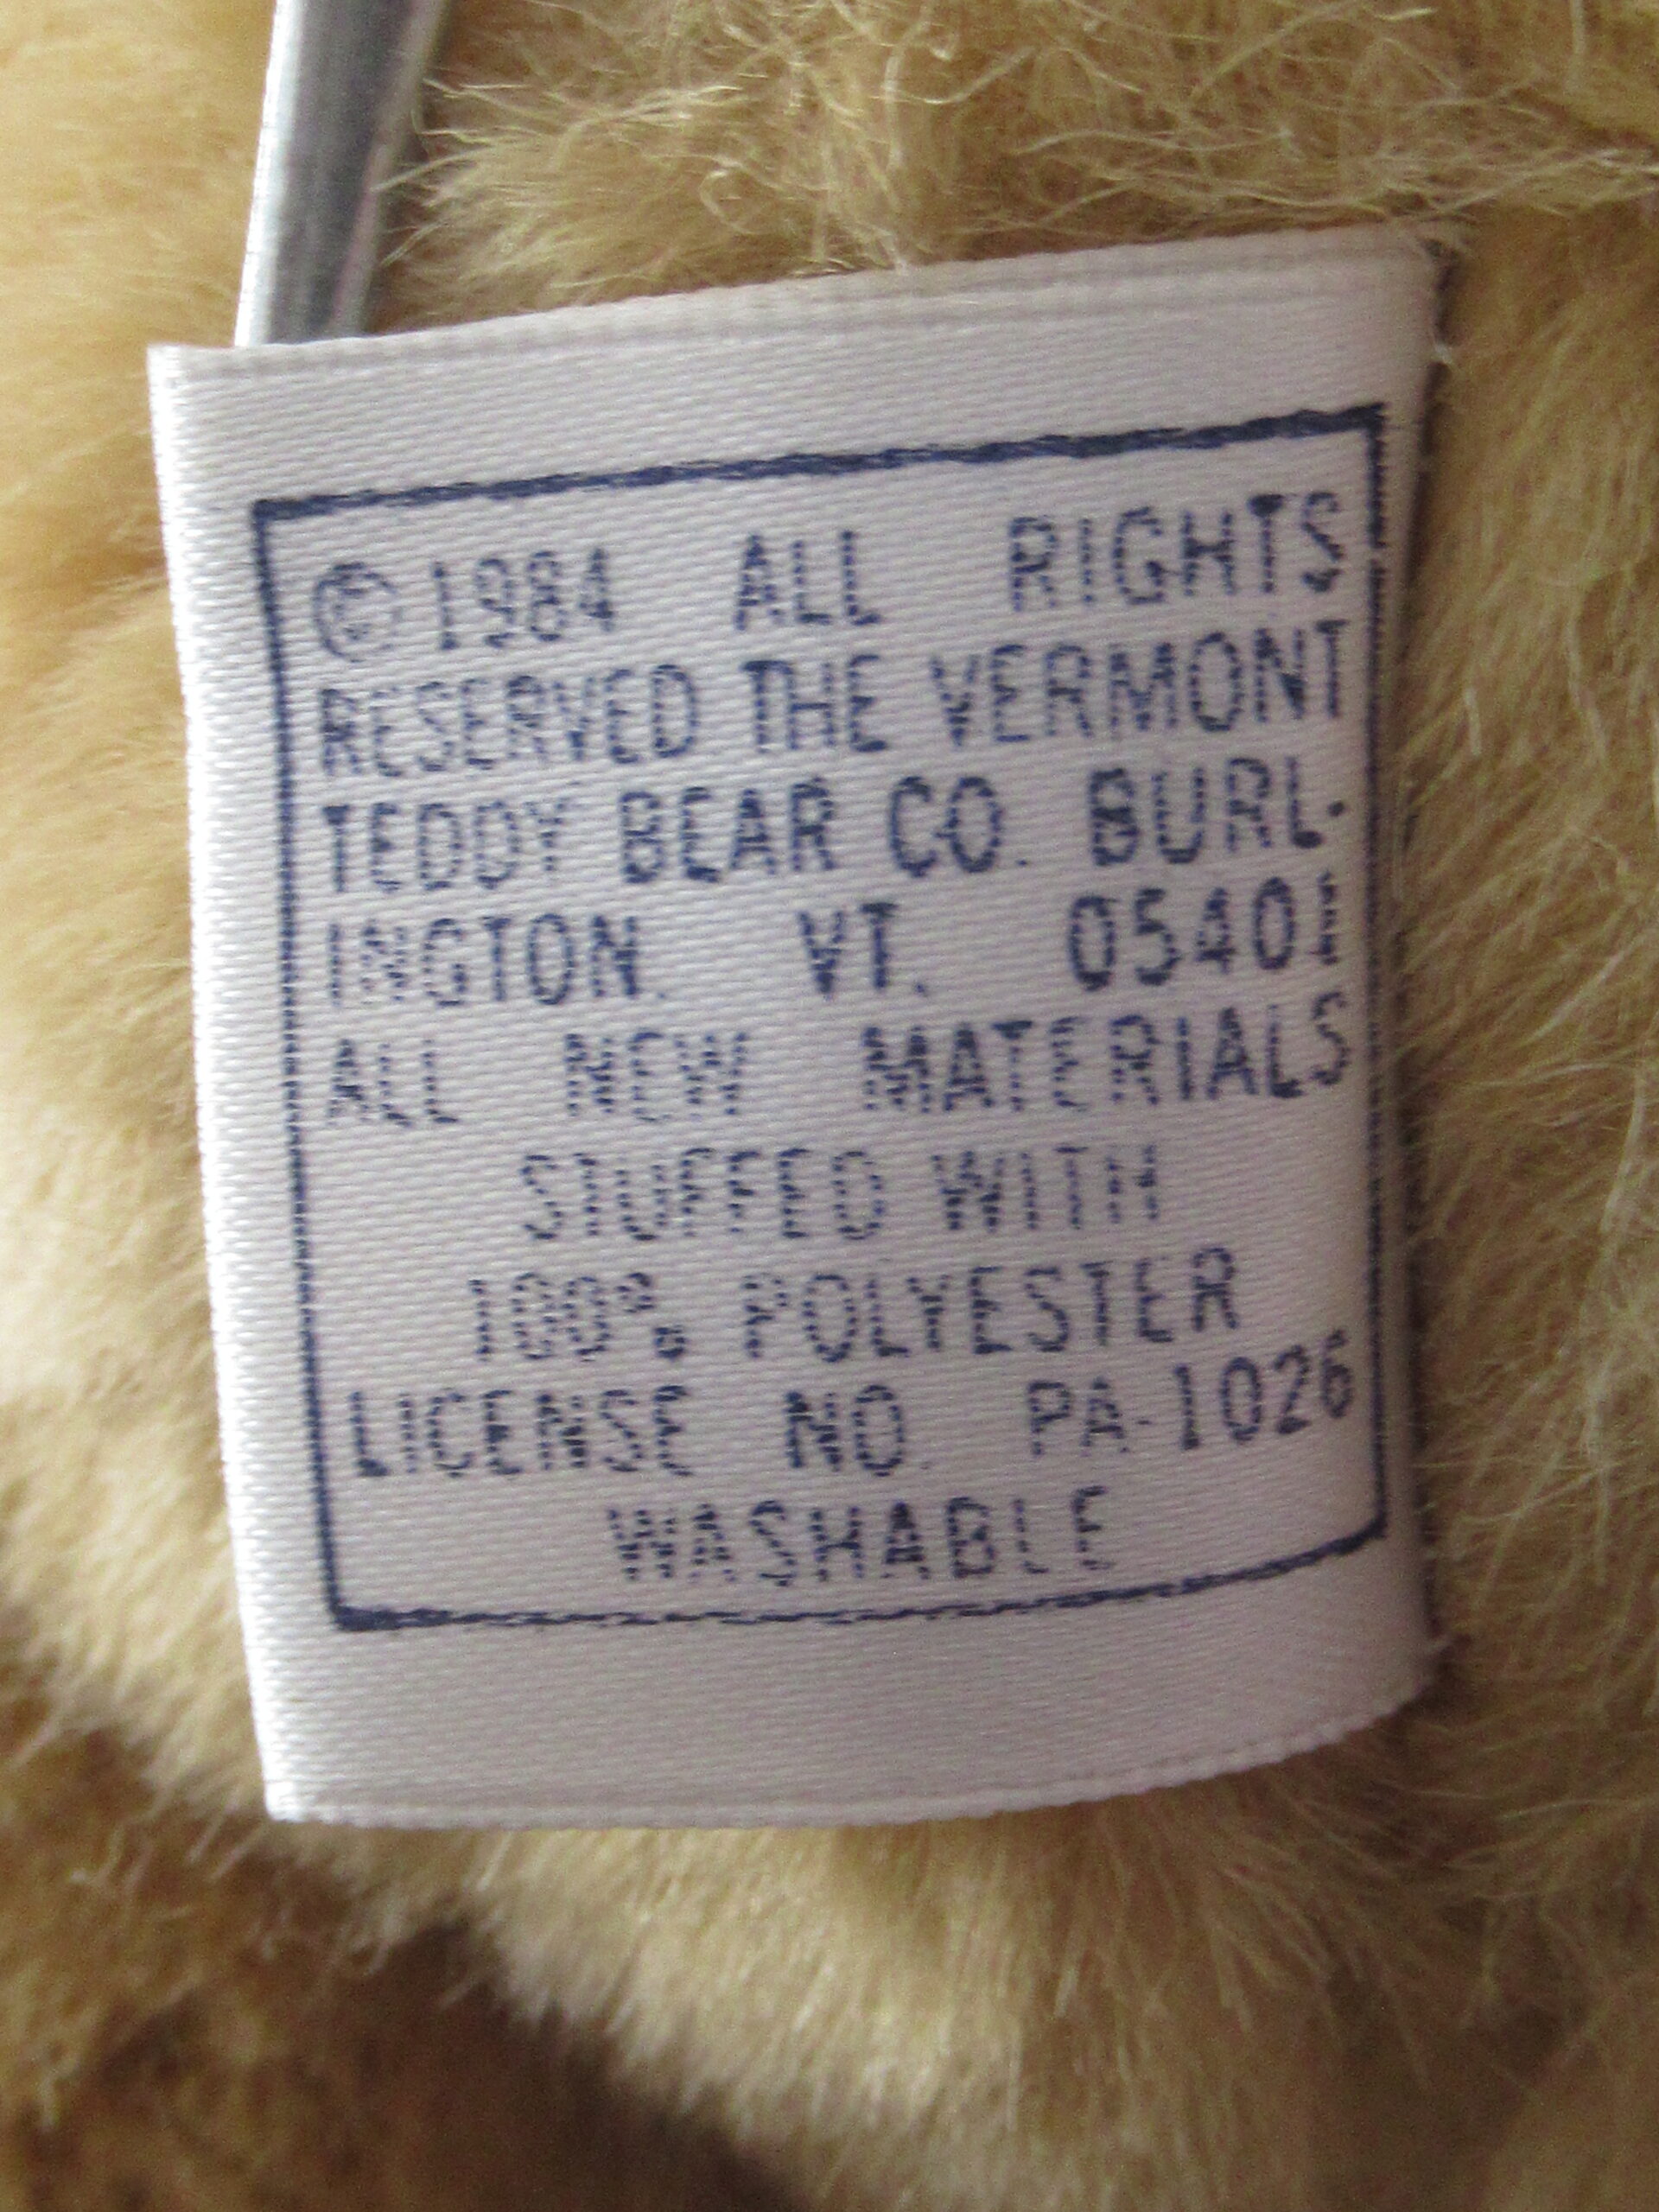 © 1984 ALL RIGHTS
RESERVED THE VERMONT
TEDDY BEAR CO. BURL-
INGTON. VT. 05401
ALL NEW MATERIALS
STUFFED WITH
100% POLYESTER
LICENSE NO. PA-1026
WASHABLE